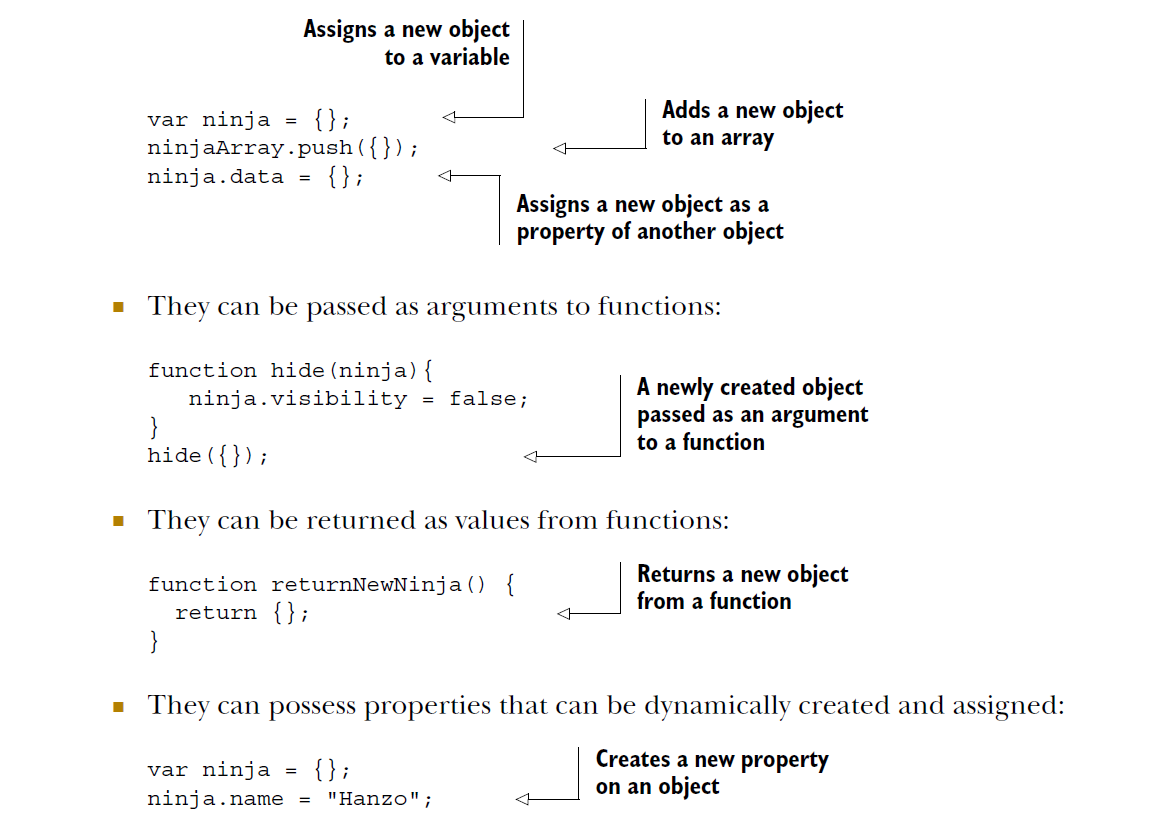 Assigns a new object
to a variable
var ninja = {};
Adds a new object
to an array
ninjaArray.push({});
ninja.data = {};
Assigns a new object as a
property of another object
■ They can be passed as arguments to functions:
function hide(ninja){
   ninja.visibility = false;
}
hide({});
A newly created object
passed as an argument
to a function
■ They can be returned as values from functions:
function returnNewNinja() {
  return {};
}
Returns a new object
from a function
■ They can possess properties that can be dynamically created and assigned:
var ninja = {};
ninja.name = "Hanzo";
Creates a new property
on an object